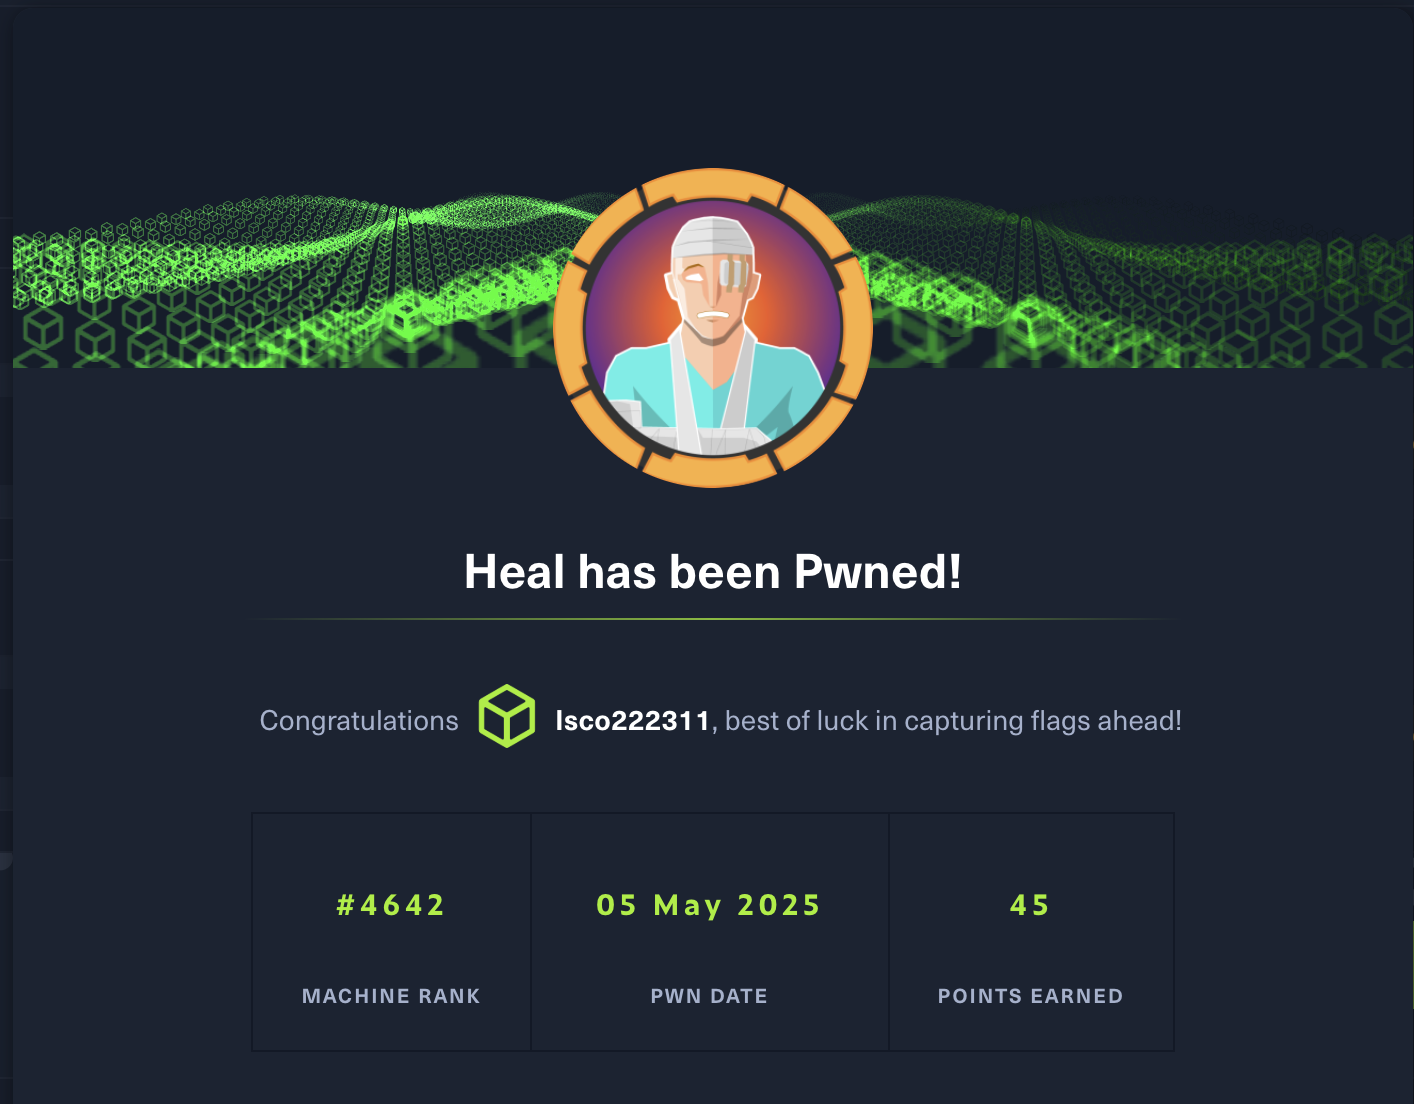 Heal has been Pwned!
Congratulations lsco222311, best of luck in capturing flags ahead!
#4642
05 May 2025
45
MACHINE RANK
PWN DATE
POINTS EARNED